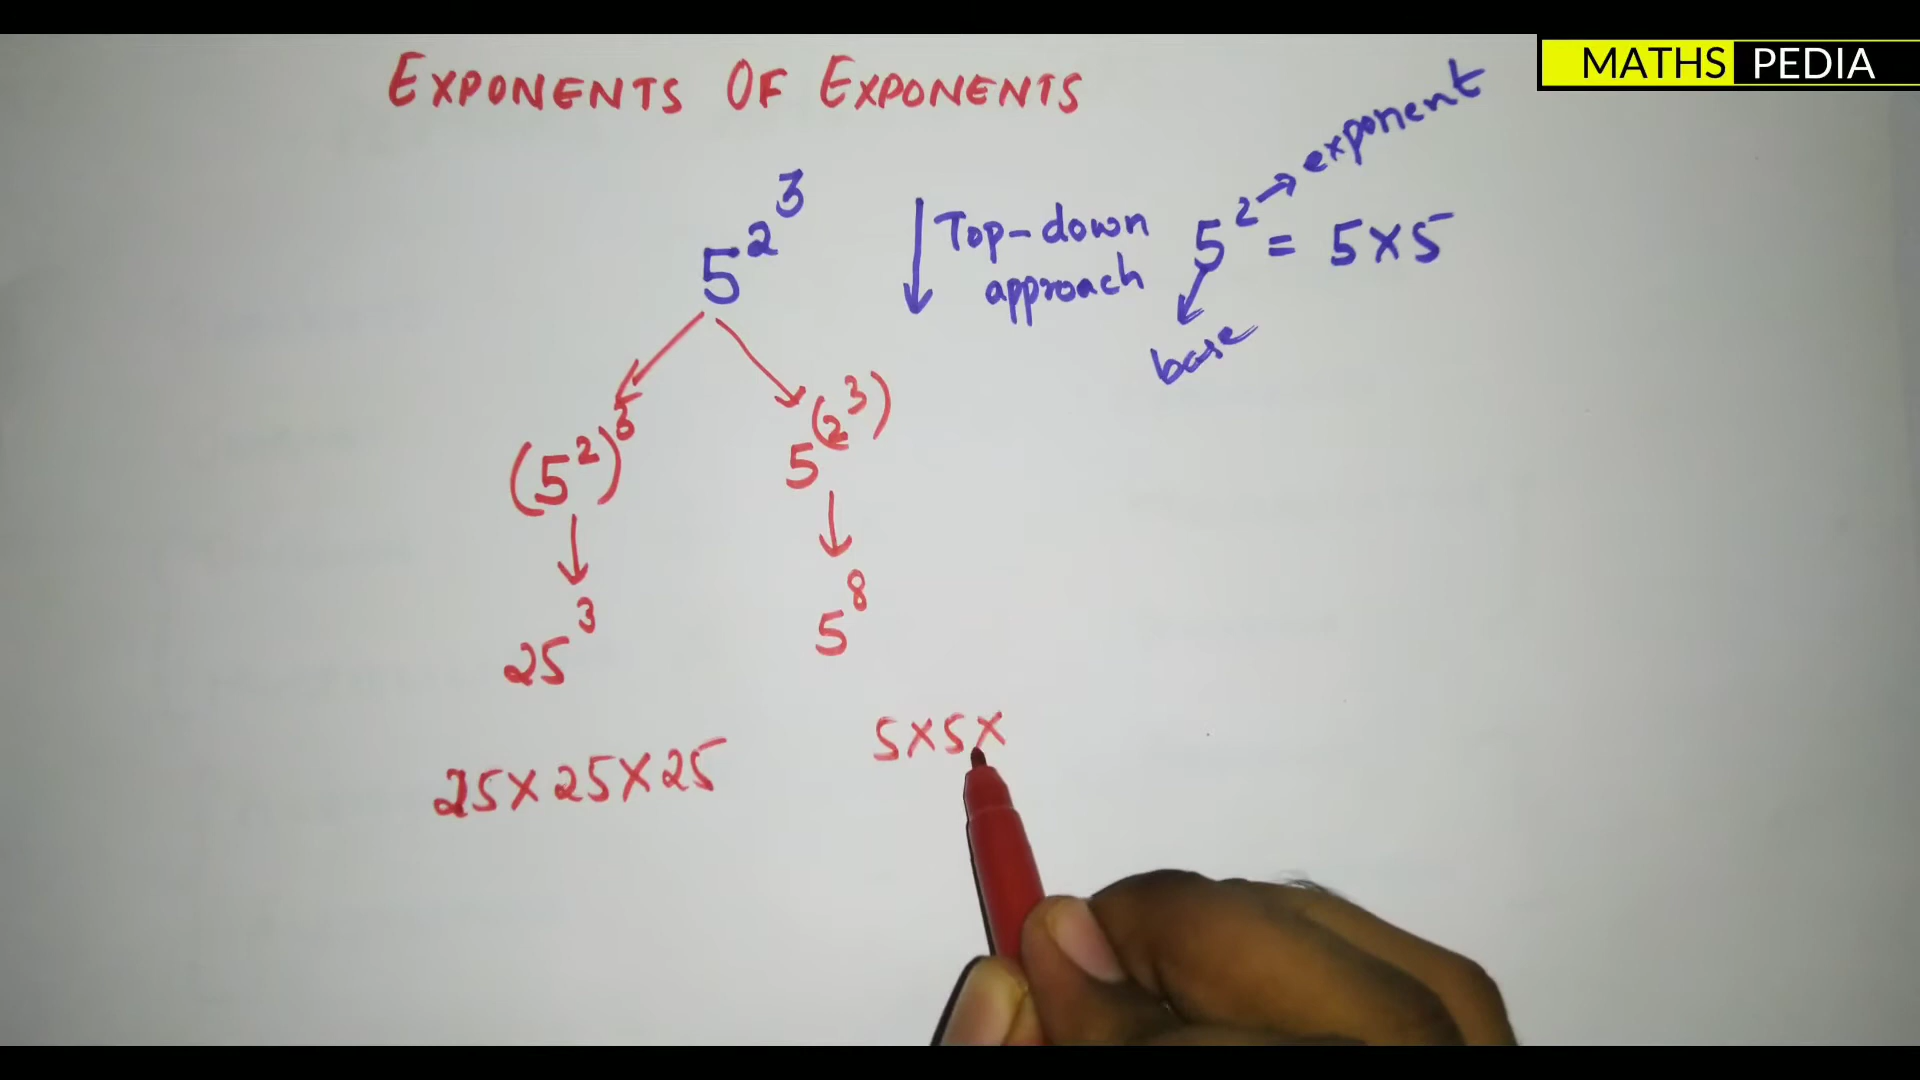 MATHS PEDIA
EXPONENTS OF EXPONENTS
5^2^3
Top-down
approach
5^2 = 5×5
exponent
base
(5^2)^3
5^(2^3)
25^3
5^8
25×25×25
5×5×